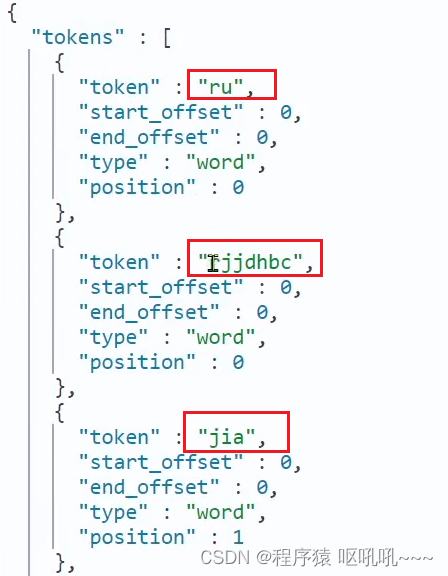 {
"tokens" : [
{
"token" : "ru",
"start_offset" : 0,
"end_offset" : 0,
"type" : "word",
"position" : 0
},
{
"token" : "rjjdhbc",
"start_offset" : 0,
"end_offset" : 0,
"type" : "word",
"position" : 0
},
{
"token" : "jia",
"start_offset" : 0,
"end_offset" : 0,
"type" : "word",
"position" : 1
},
CSDN @程序猿 呕吼吼~~~